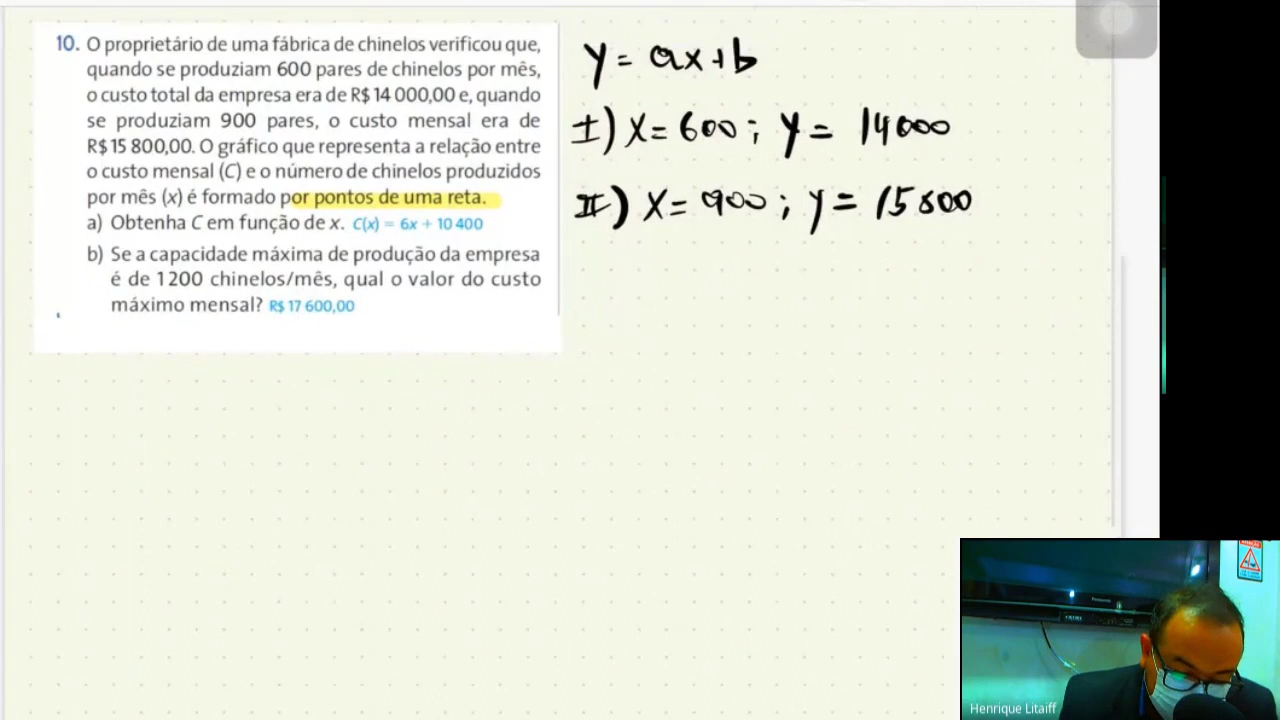 10. O proprietário de uma fábrica de chinelos verificou que,
quando se produziam 600 pares de chinelos por mês,
o custo total da empresa era de R$ 14 000,00 e, quando
se produziam 900 pares, o custo mensal era de
R$ 15 800,00. O gráfico que representa a relação entre
o custo mensal (C) e o número de chinelos produzidos
por mês (x) é formado por pontos de uma reta.
a) Obtenha C em função de x. C(x) = 6x + 10 400
b) Se a capacidade máxima de produção da empresa
é de 1 200 chinelos/mês, qual o valor do custo
máximo mensal? R$ 17 600,00
y = ax+b
I) x = 600 ; y = 14000
II) x = 900 ; y = 15800
Henrique Litaiff